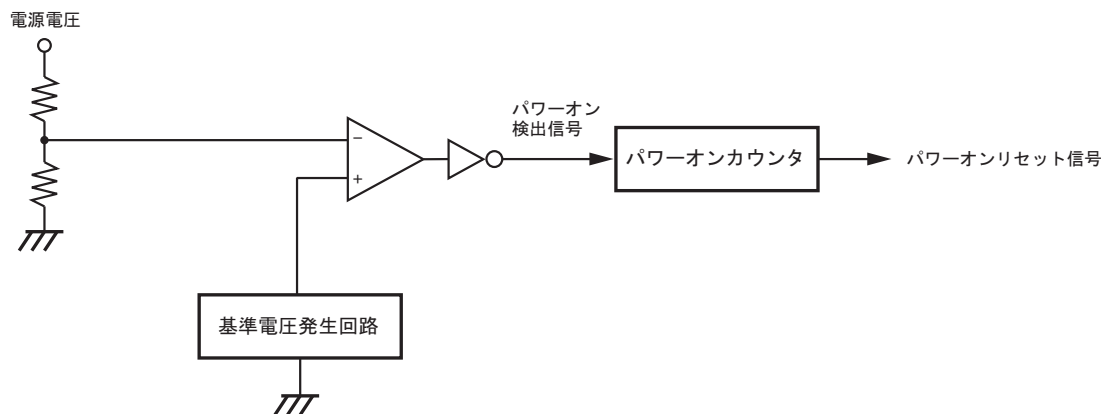 電源電圧
パワーオン
検出信号
−
+
パワーオンカウンタ
パワーオンリセット信号
基準電圧発生回路